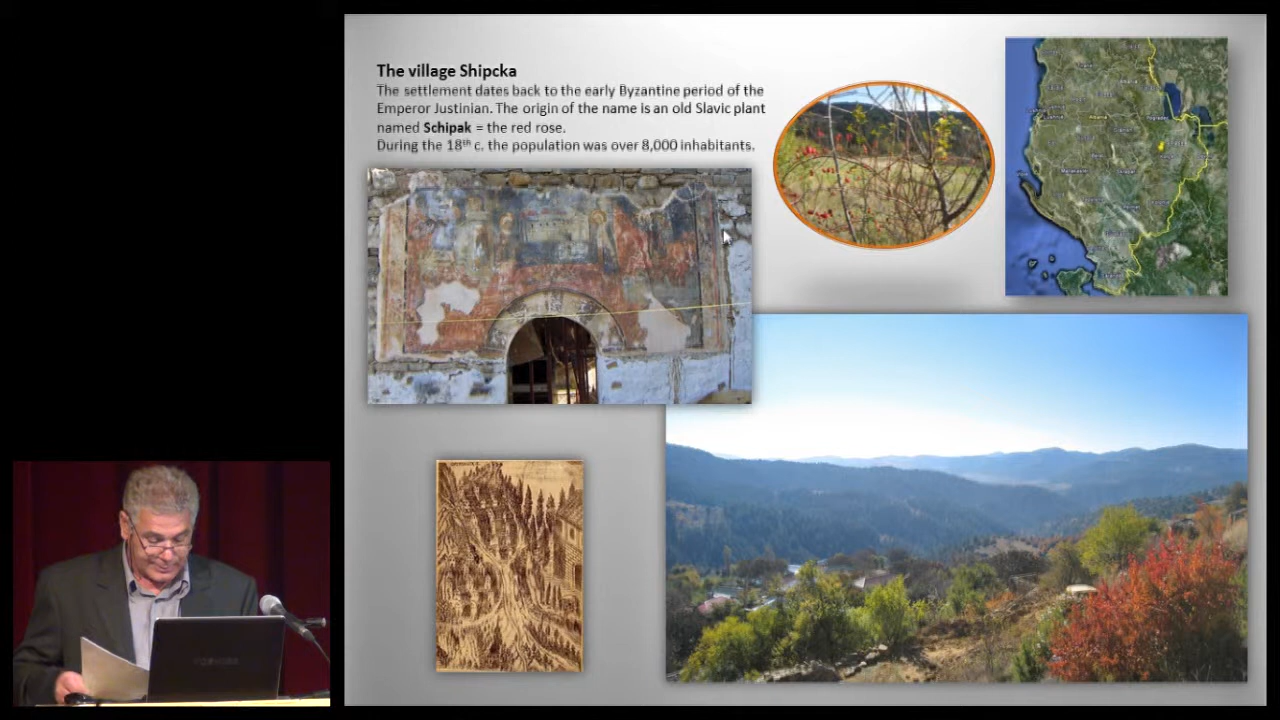 The village Shipcka
The settlement dates back to the early Byzantine period of the
Emperor Justinian. The origin of the name is an old Slavic plant
named Schipak = the red rose.
During the 18th c. the population was over 8,000 inhabitants.
Albania
TOSHIBA